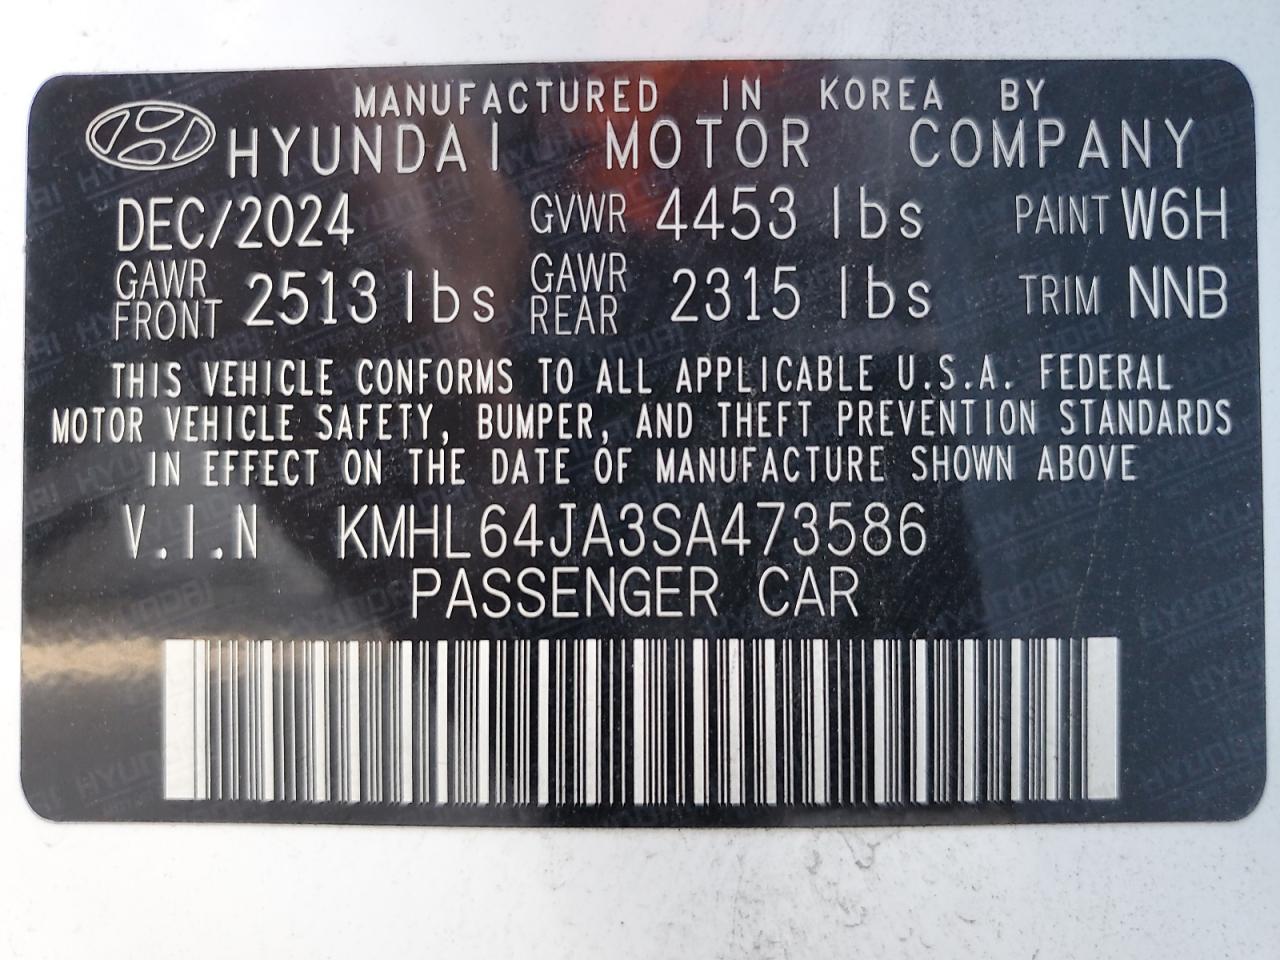 MANUFACTURED IN KOREA BY
HYUNDAI MOTOR COMPANY
DEC/2024 GVWR 4453 lbs PAINT W6H
GAWR FRONT 2513 lbs GAWR REAR 2315 lbs TRIM NNB
THIS VEHICLE CONFORMS TO ALL APPLICABLE U.S.A. FEDERAL
MOTOR VEHICLE SAFETY, BUMPER, AND THEFT PREVENTION STANDARDS
IN EFFECT ON THE DATE OF MANUFACTURE SHOWN ABOVE
V.I.N KMHL64JA3SA473586
PASSENGER CAR